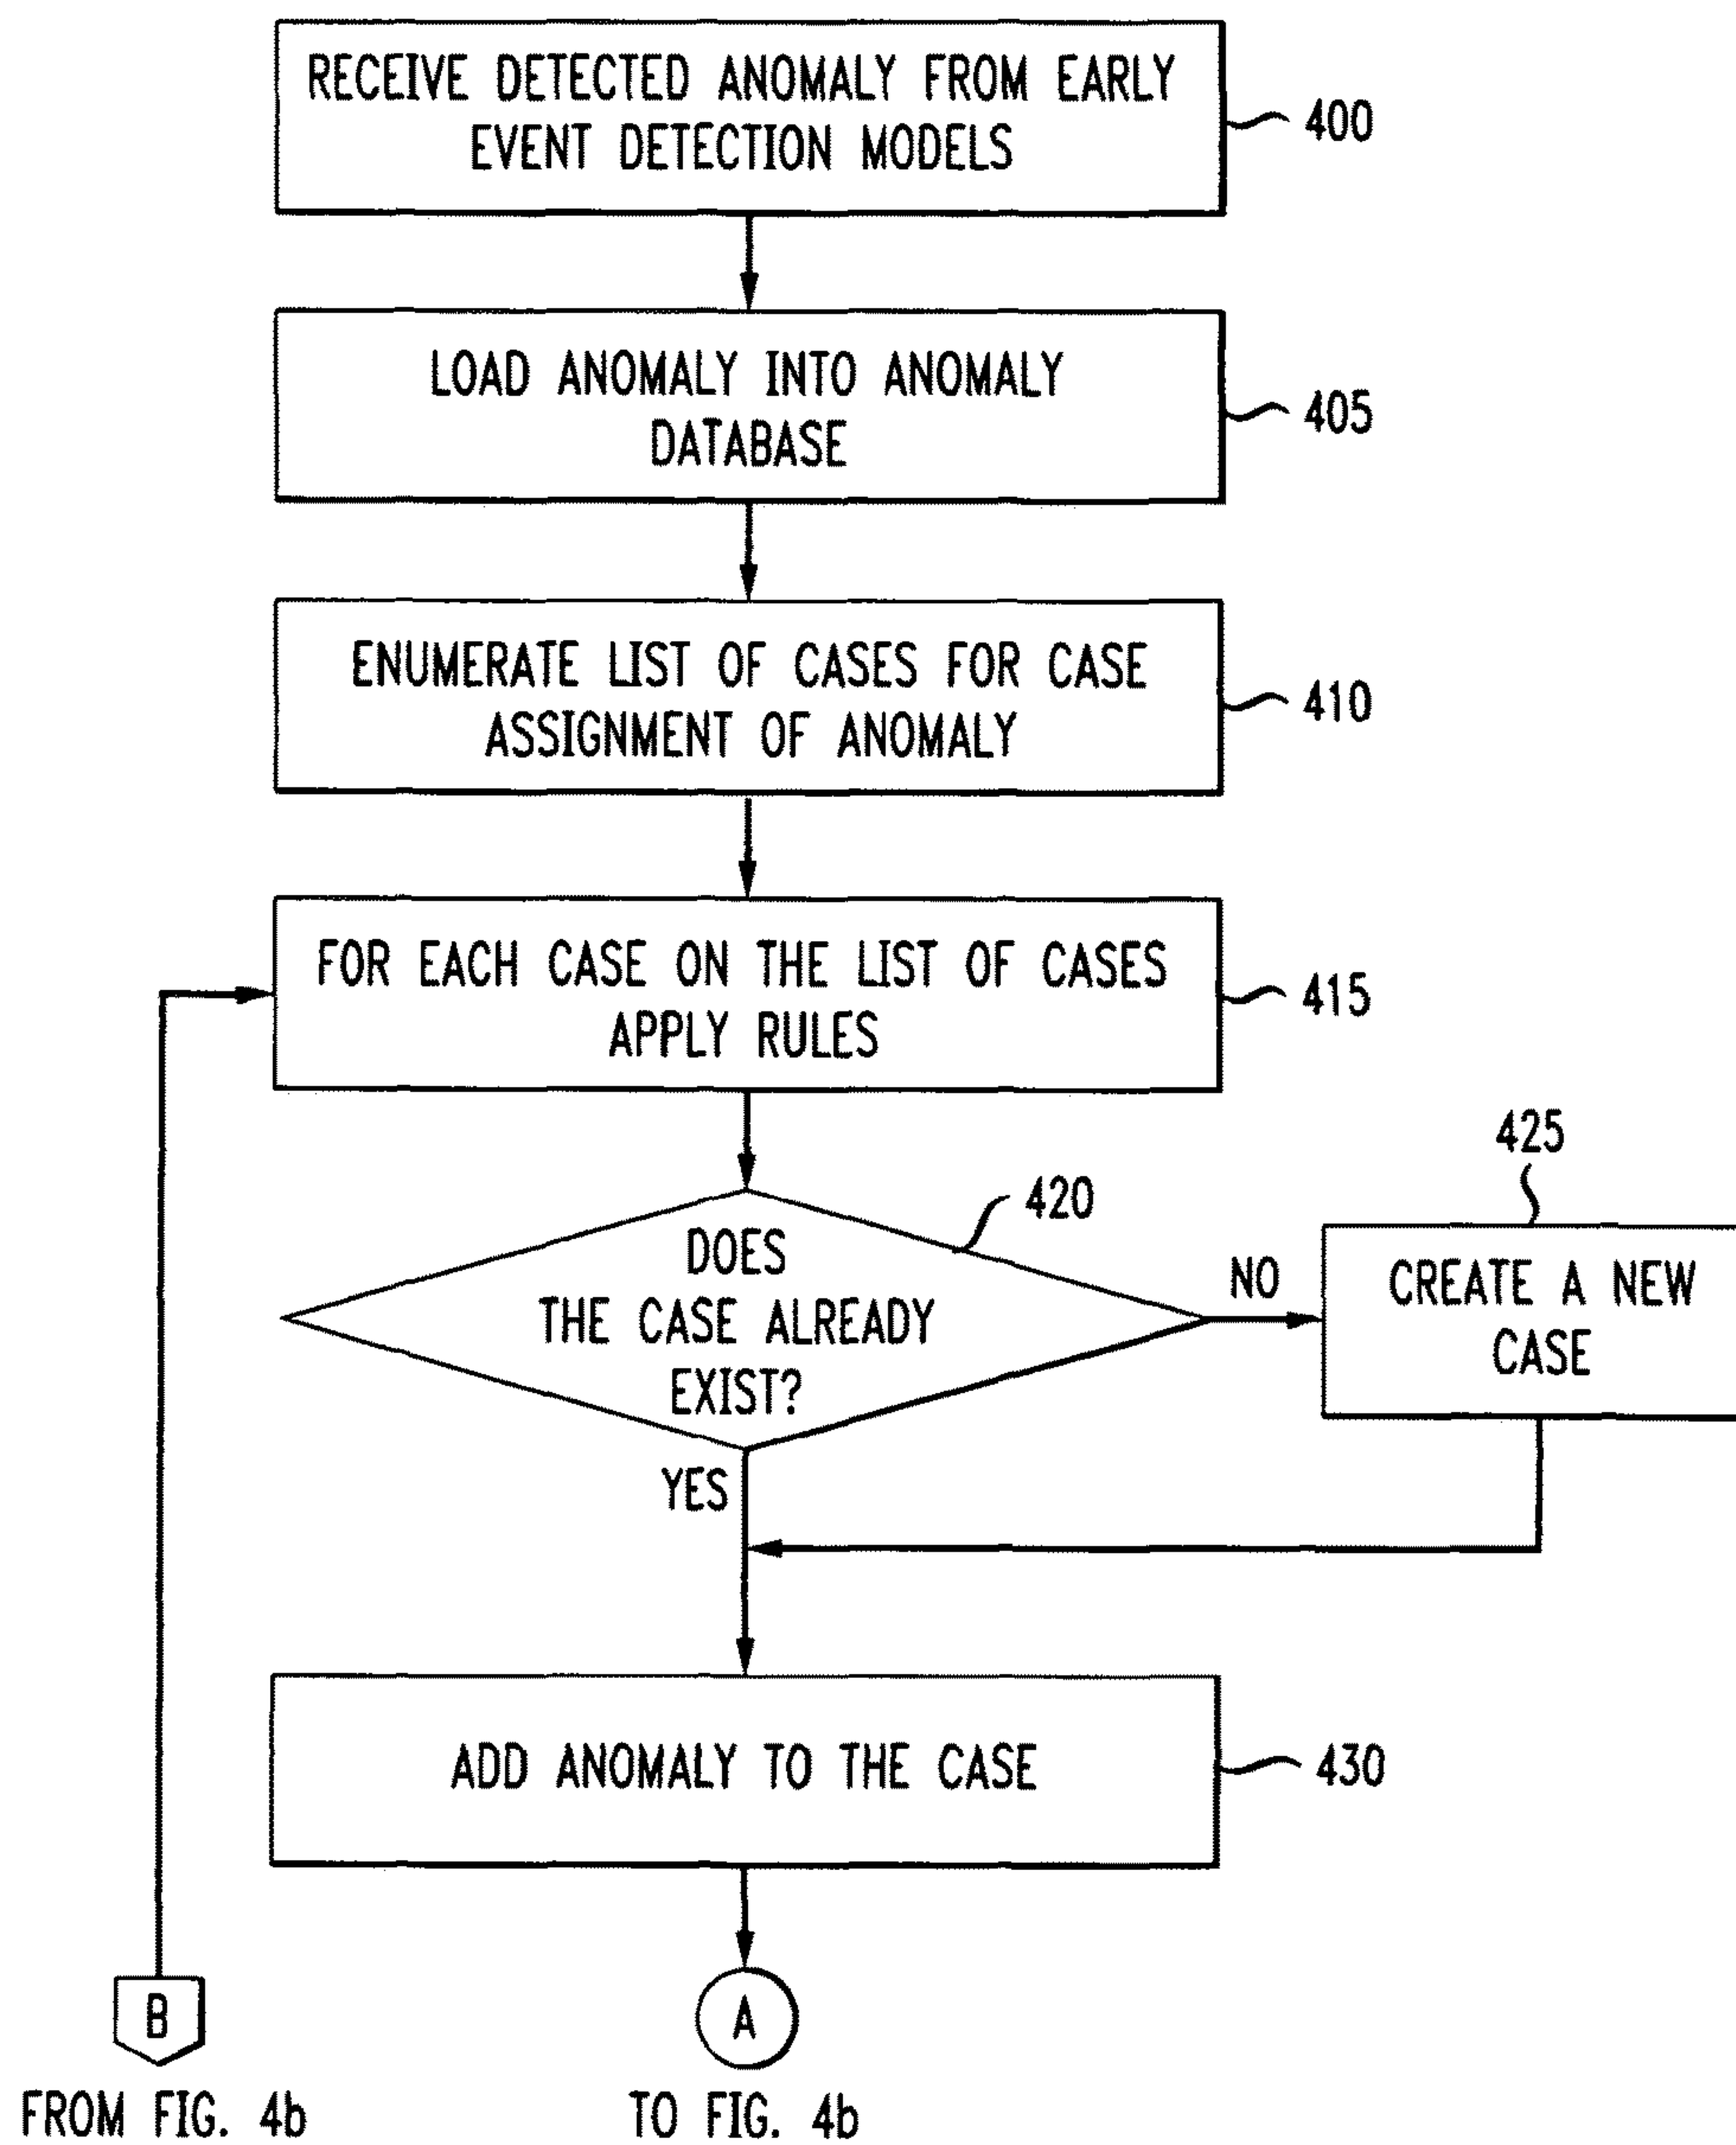 RECEIVE DETECTED ANOMALY FROM EARLY
EVENT DETECTION MODELS
400
LOAD ANOMALY INTO ANOMALY
DATABASE
405
ENUMERATE LIST OF CASES FOR CASE
ASSIGNMENT OF ANOMALY
410
FOR EACH CASE ON THE LIST OF CASES
APPLY RULES
415
420
DOES
THE CASE ALREADY
EXIST?
NO
425
CREATE A NEW
CASE
YES
ADD ANOMALY TO THE CASE
430
B
FROM FIG. 4b
A
TO FIG. 4b